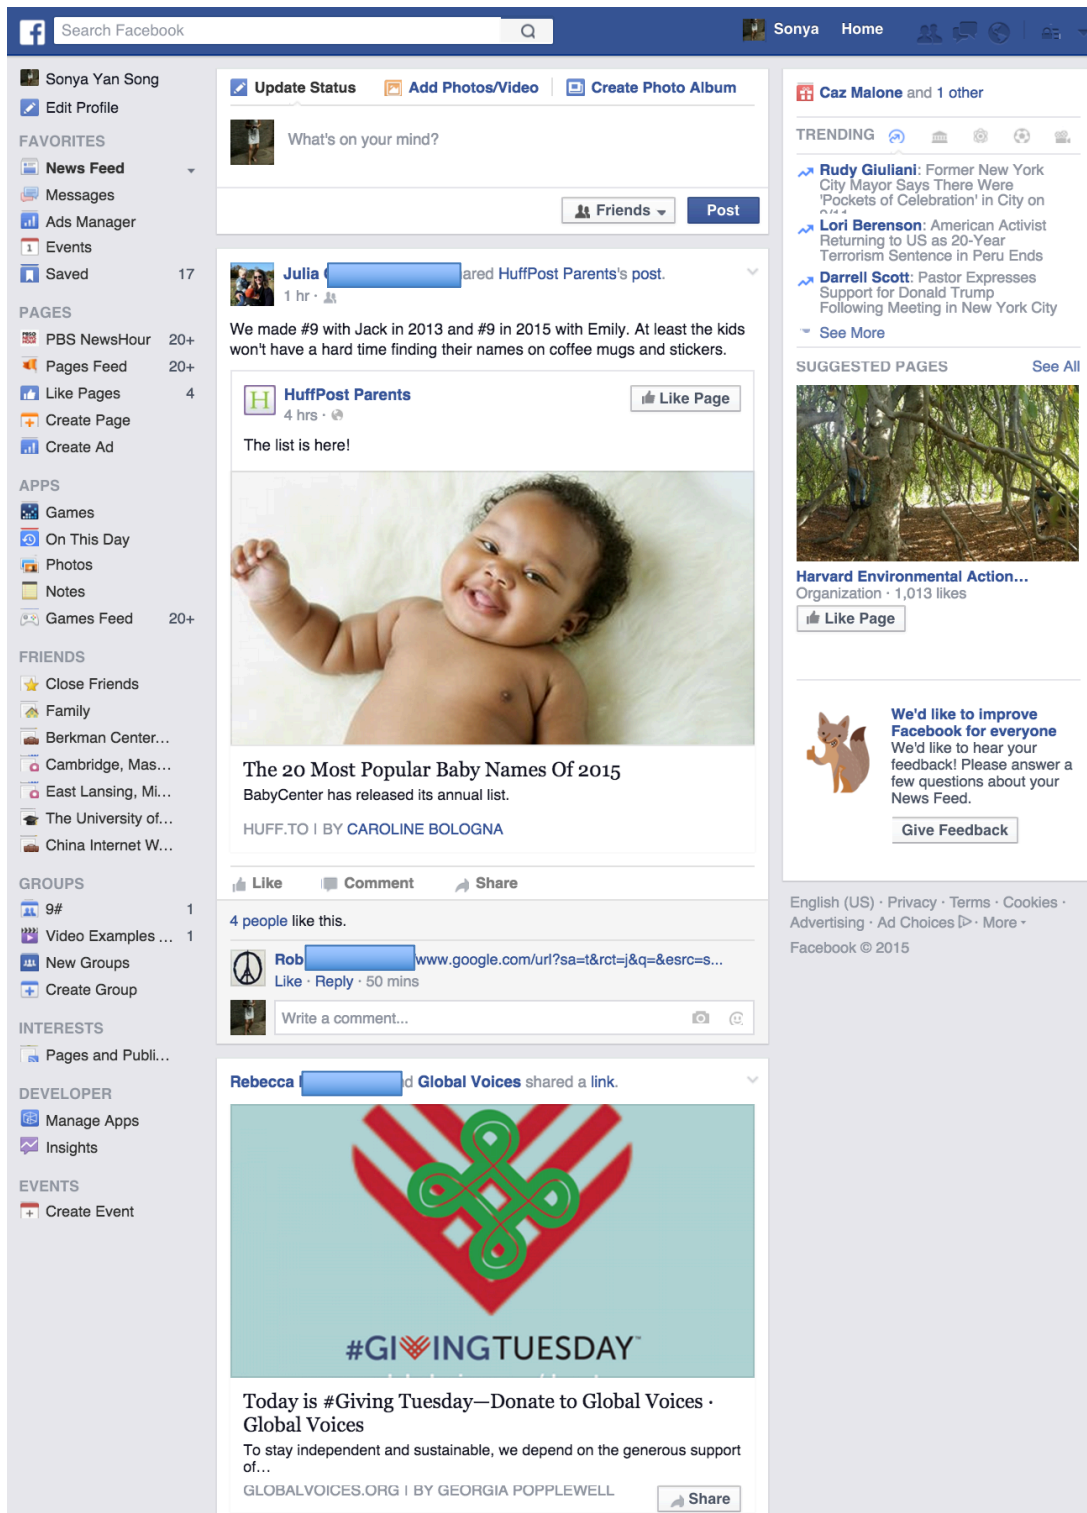 Search Facebook
Sonya
Home
Sonya Yan Song
Edit Profile
FAVORITES
News Feed
Messages
Ads Manager
1 Events
Saved 17
PAGES
PBS NewsHour 20+
Pages Feed 20+
Like Pages 4
Create Page
Create Ad
APPS
Games
On This Day
Photos
Notes
Games Feed 20+
FRIENDS
Close Friends
Family
Berkman Center...
Cambridge, Mas...
East Lansing, Mi...
The University of...
China Internet W...
GROUPS
9# 1
Video Examples ... 1
New Groups
Create Group
INTERESTS
Pages and Publi...
DEVELOPER
Manage Apps
Insights
EVENTS
Create Event
Update Status
Add Photos/Video
Create Photo Album
What's on your mind?
Friends
Post
Julia ared HuffPost Parents's post.
1 hr ·
We made #9 with Jack in 2013 and #9 in 2015 with Emily. At least the kids
won't have a hard time finding their names on coffee mugs and stickers.
H
HuffPost Parents
4 hrs ·
Like Page
The list is here!
The 20 Most Popular Baby Names Of 2015
BabyCenter has released its annual list.
HUFF.TO | BY CAROLINE BOLOGNA
Like
Comment
Share
4 people like this.
Rob www.google.com/url?sa=t&rct=j&q=&esrc=s...
Like · Reply · 50 mins
Write a comment...
Rebecca d Global Voices shared a link.
#GIVINGTUESDAY™
Today is #Giving Tuesday—Donate to Global Voices ·
Global Voices
To stay independent and sustainable, we depend on the generous support
of...
GLOBALVOICES.ORG | BY GEORGIA POPPLEWELL
Share
Caz Malone and 1 other
TRENDING
Rudy Giuliani: Former New York
City Mayor Says There Were
'Pockets of Celebration' in City on
9/11
Lori Berenson: American Activist
Returning to US as 20-Year
Terrorism Sentence in Peru Ends
Darrell Scott: Pastor Expresses
Support for Donald Trump
Following Meeting in New York City
See More
SUGGESTED PAGES
See All
Harvard Environmental Action...
Organization · 1,013 likes
Like Page
We'd like to improve
Facebook for everyone
We'd like to hear your
feedback! Please answer a
few questions about your
News Feed.
Give Feedback
English (US) · Privacy · Terms · Cookies ·
Advertising · Ad Choices · More
Facebook © 2015